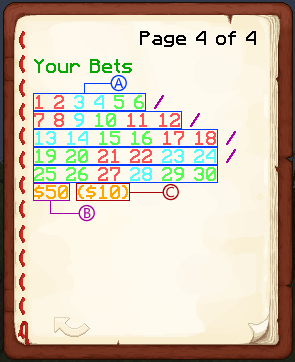 Page 4 of 4
Your Bets
A
1 2 3 4 5 6 /
7 8 9 10 11 12 /
13 14 15 16 17 18 /
19 20 21 22 23 24 /
25 26 27 28 29 30
$50 ($10) C
B